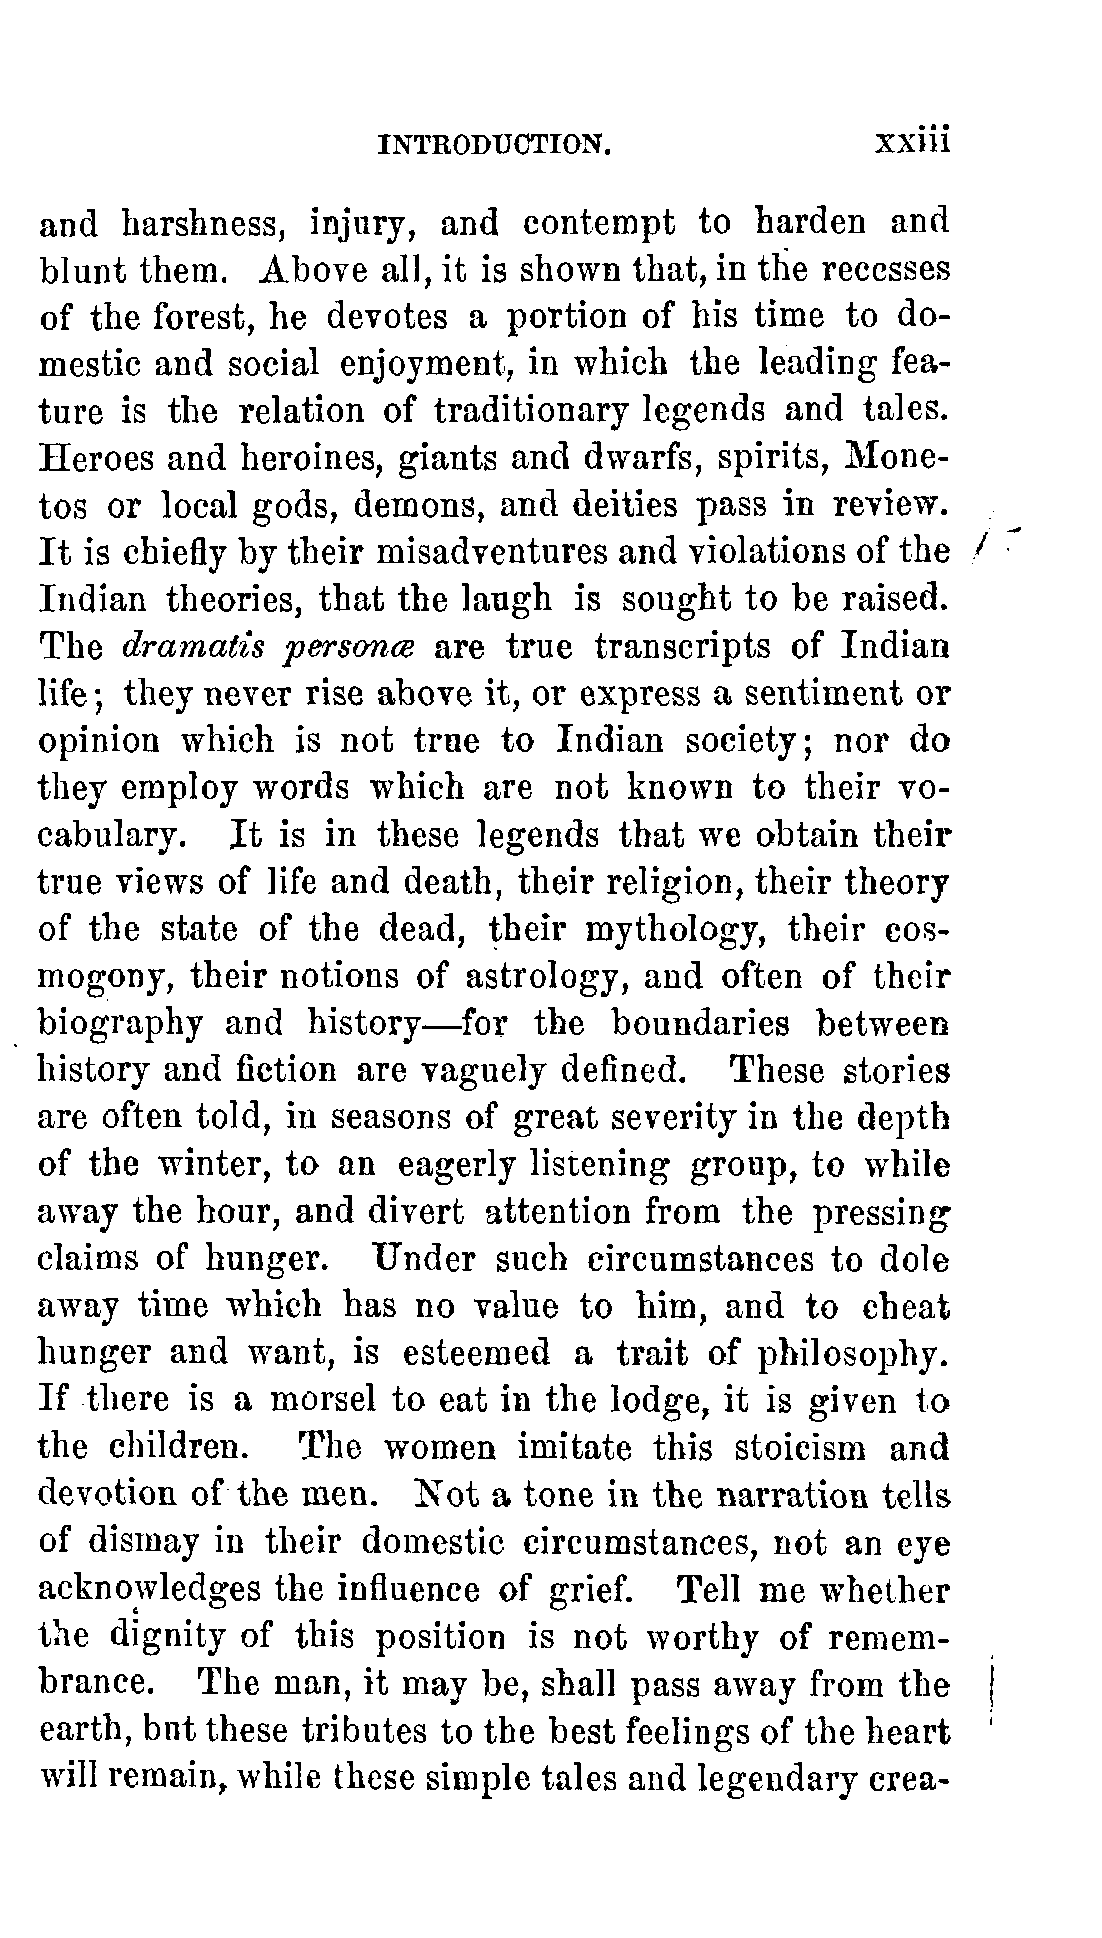 INTRODUCTION. xxiii
and harshness, injury, and contempt to harden and
blunt them. Above all, it is shown that, in the recesses
of the forest, he devotes a portion of his time to do-
mestic and social enjoyment, in which the leading fea-
ture is the relation of traditionary legends and tales.
Heroes and heroines, giants and dwarfs, spirits, Mone-
tos or local gods, demons, and deities pass in review.
It is chiefly by their misadventures and violations of the
Indian theories, that the laugh is sought to be raised.
The dramatis personæ are true transcripts of Indian
life; they never rise above it, or express a sentiment or
opinion which is not true to Indian society; nor do
they employ words which are not known to their vo-
cabulary. It is in these legends that we obtain their
true views of life and death, their religion, their theory
of the state of the dead, their mythology, their cos-
mogony, their notions of astrology, and often of their
biography and history—for the boundaries between
history and fiction are vaguely defined. These stories
are often told, in seasons of great severity in the depth
of the winter, to an eagerly listening group, to while
away the hour, and divert attention from the pressing
claims of hunger. Under such circumstances to dole
away time which has no value to him, and to cheat
hunger and want, is esteemed a trait of philosophy.
If there is a morsel to eat in the lodge, it is given to
the children. The women imitate this stoicism and
devotion of the men. Not a tone in the narration tells
of dismay in their domestic circumstances, not an eye
acknowledges the influence of grief. Tell me whether
the dignity of this position is not worthy of remem-
brance. The man, it may be, shall pass away from the
earth, but these tributes to the best feelings of the heart
will remain, while these simple tales and legendary crea-